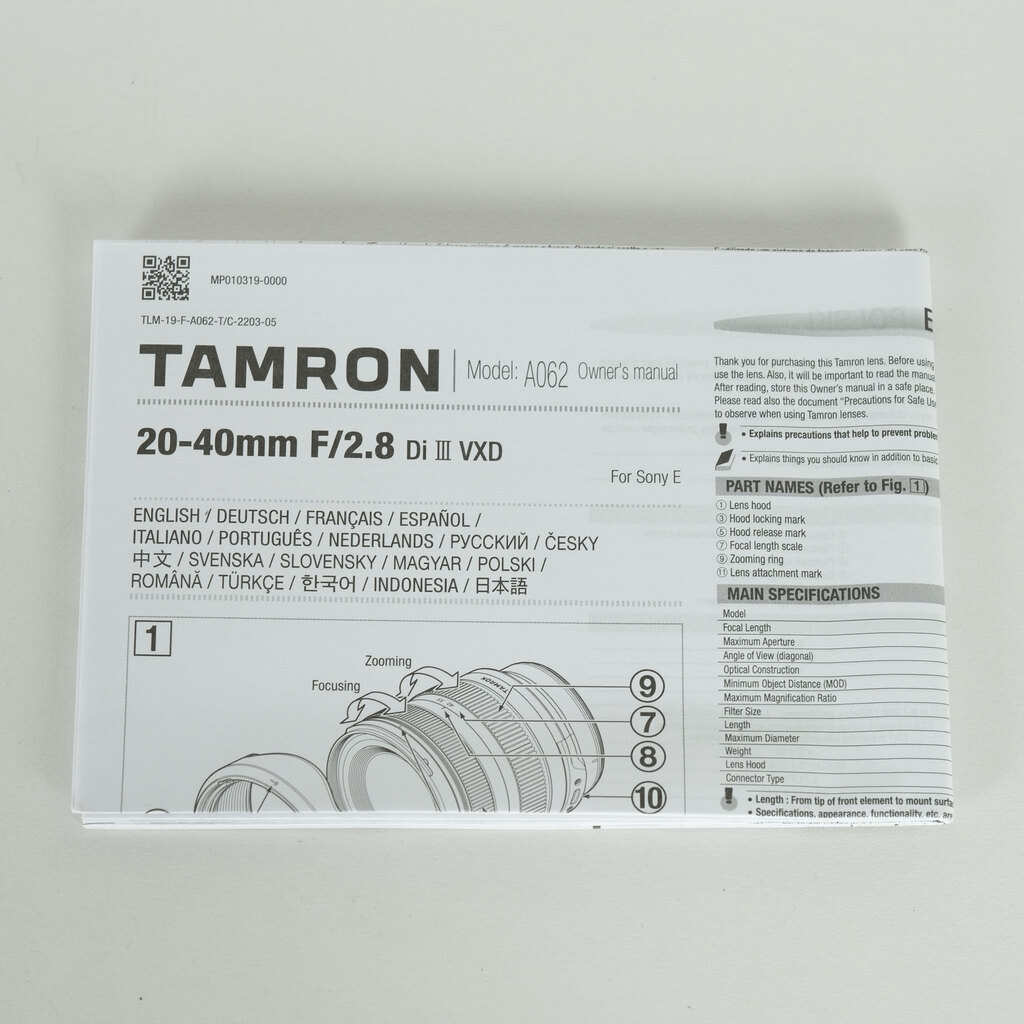 MP010319-0000
TLM-19-F-A062-T/C-2203-05
TAMRON Model: A062 Owner's manual
20-40mm F/2.8 Di III VXD
For Sony E
ENGLISH / DEUTSCH / FRANÇAIS / ESPAÑOL /
ITALIANO / PORTUGUÊS / NEDERLANDS / РУССКИЙ / ČESKY
中文 / SVENSKA / SLOVENSKY / MAGYAR / POLSKI /
ROMÂNĂ / TÜRKÇE / 한국어 / INDONESIA / 日本語
1
Zooming
Focusing
TAMRON
9
7
8
10
E
Thank you for purchasing this Tamron lens. Before using
use the lens. Also, it will be important to read the manua
After reading, store this Owner's manual in a safe place.
Please read also the document "Precautions for Safe Us
to observe when using Tamron lenses.
• Explains precautions that help to prevent problem
• Explains things you should know in addition to basic
PART NAMES (Refer to Fig. 1)
① Lens hood
③ Hood locking mark
⑤ Hood release mark
⑦ Focal length scale
⑨ Zooming ring
⑪ Lens attachment mark
MAIN SPECIFICATIONS
Model
Focal Length
Maximum Aperture
Angle of View (diagonal)
Optical Construction
Minimum Object Distance (MOD)
Maximum Magnification Ratio
Filter Size
Length
Maximum Diameter
Weight
Lens Hood
Connector Type
• Length : From tip of front element to mount surfa
• Specifications, appearance, functionality, etc. are